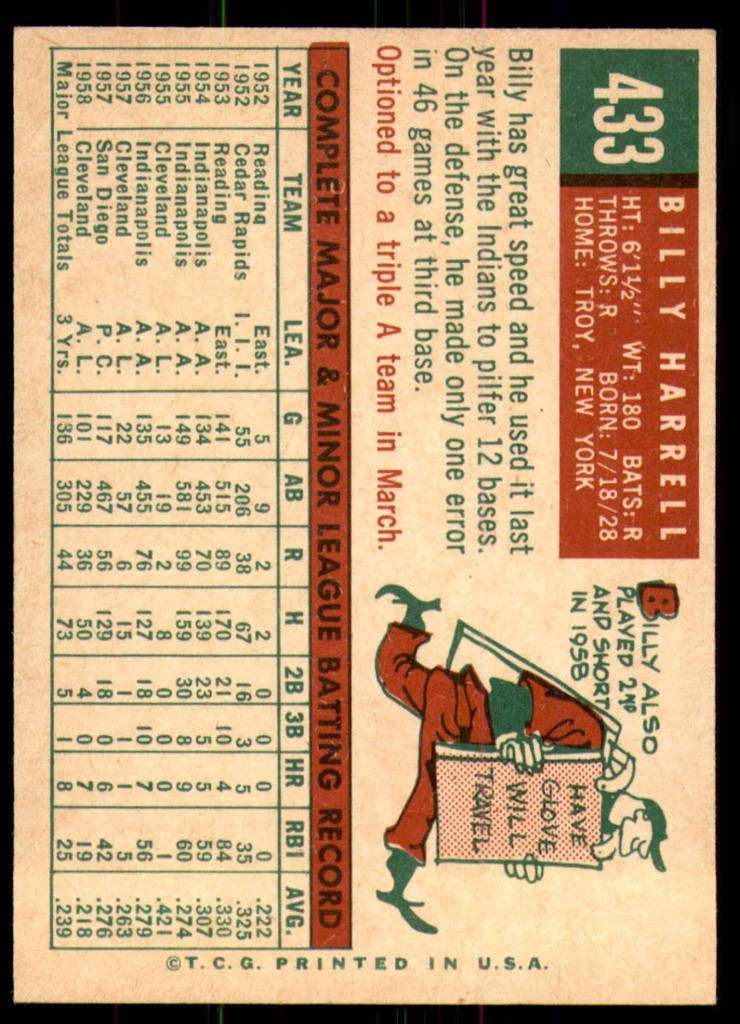 433
BILLY HARRELL
HT: 6'1½" WT: 180 BATS: R
THROWS: R BORN: 7/18/28
HOME: TROY, NEW YORK
Billy has great speed and he used it last
year with the Indians to pilfer 12 bases.
On the defense, he made only one error
in 46 games at third base.
Optioned to a triple A team in March.
BILLY ALSO
PLAYED 2ND
AND SHORT
IN 1958
HAVE
GLOVE
WILL
TRAVEL
COMPLETE MAJOR & MINOR LEAGUE BATTING RECORD
YEAR TEAM LEA. G AB R H 2B 3B HR RBI AVG.
1952 Reading East. 5 9 2 2 0 0 0 0 .222
1952 Cedar Rapids I. I. I. 55 206 38 67 16 3 5 35 .325
1953 Reading East. 141 515 89 170 21 10 4 84 .330
1954 Indianapolis A. A. 134 453 70 139 23 5 5 59 .307
1955 Indianapolis A. A. 149 581 99 159 30 8 9 60 .274
1955 Cleveland A. L. 13 19 2 8 0 0 0 1 .421
1956 Indianapolis A. A. 135 455 76 127 18 10 7 56 .279
1957 Cleveland A. L. 22 57 6 15 1 1 1 5 .263
1957 San Diego P. C. 117 467 56 129 18 0 6 42 .276
1958 Cleveland A. L. 101 229 36 50 4 0 7 19 .218
Major League Totals 3 Yrs. 136 305 44 73 5 1 8 25 .239
©T.C.G. PRINTED IN U.S.A.